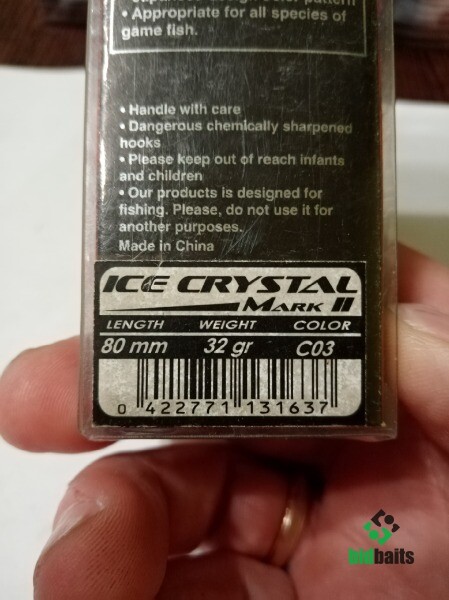 • Appropriate for all species of
game fish.
• Handle with care
• Dangerous chemically sharpened
hooks
• Please keep out of reach infants
and children
• Our products is designed for
fishing. Please, do not use it for
another purposes.
Made in China
ICE CRYSTAL
MARK II
LENGTH WEIGHT COLOR
80 mm 32 gr C03
0 422771 131637
bidbaits